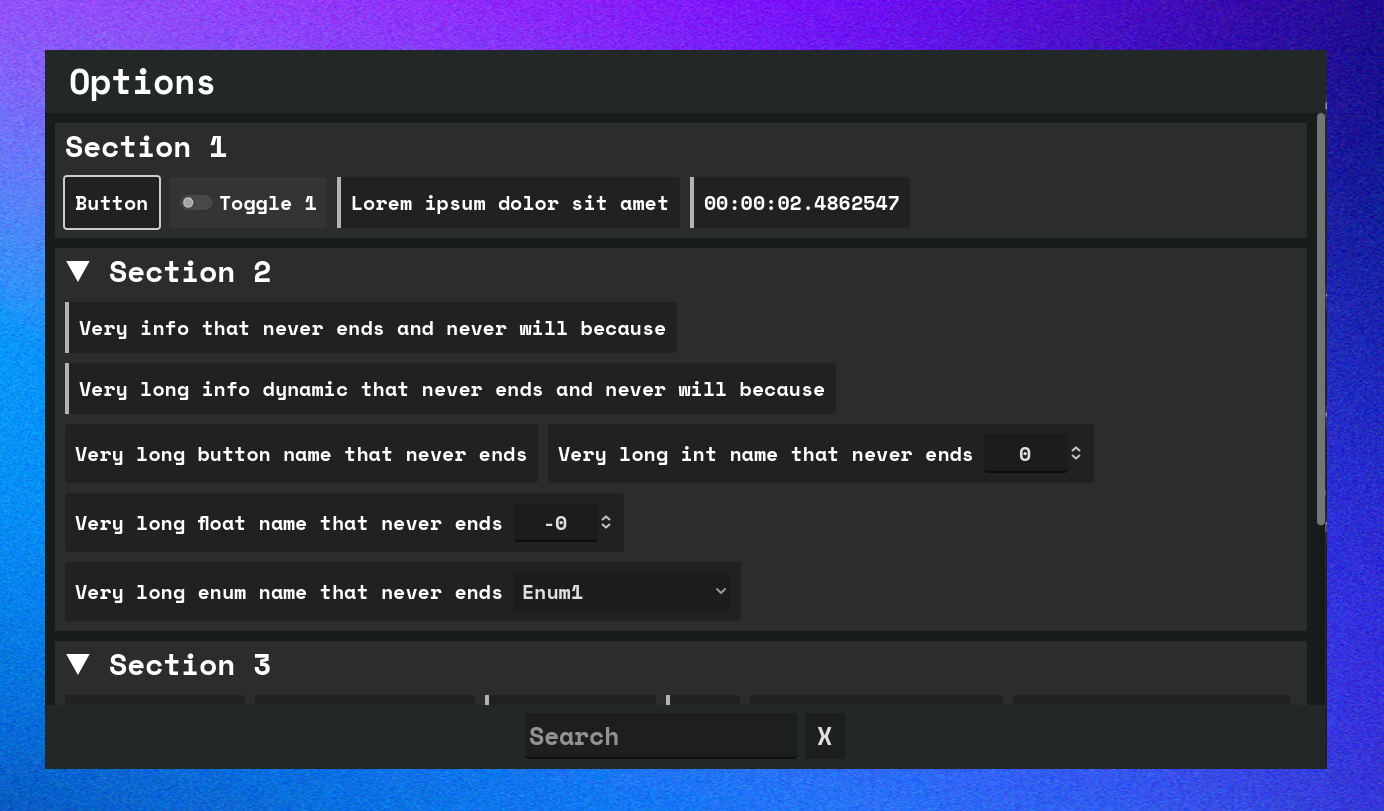 Options
Section 1
Button Toggle 1 Lorem ipsum dolor sit amet 00:00:02.4862547
▼ Section 2
Very info that never ends and never will because
Very long info dynamic that never ends and never will because
Very long button name that never ends Very long int name that never ends 0
Very long float name that never ends -0
Very long enum name that never ends Enum1
▼ Section 3
Search X